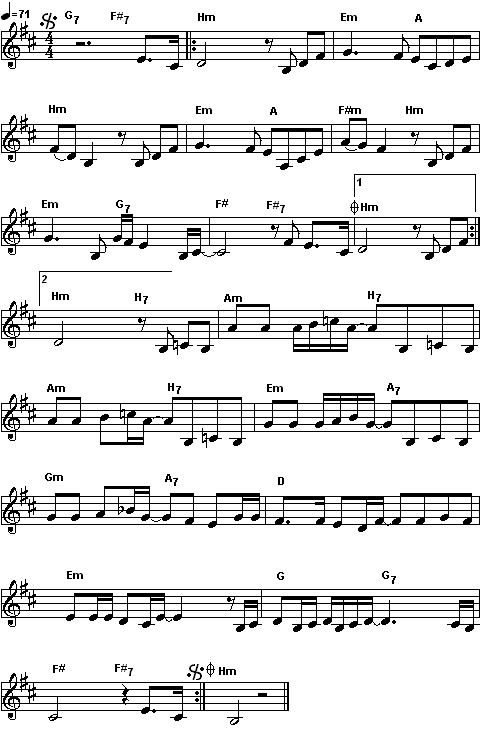 =71 G7 F#7 Hm Em A
4
4
Hm Em A F#m Hm
Em G7 F# F#7 1 Hm
2
Hm H7 Am H7
Am H7 Em A7
Gm A7 D
Em G G7
F# F#7 Hm